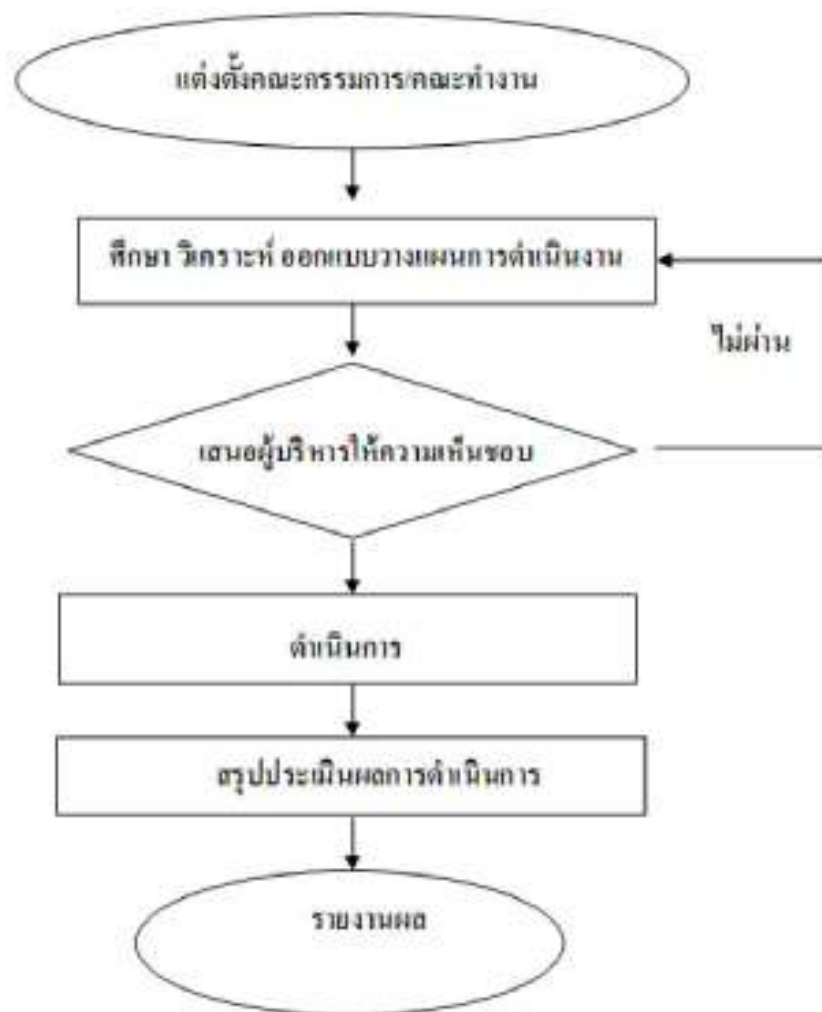 แต่งตั้งคณะกรรมการ/คณะทำงาน
ศึกษา วิเคราะห์ ออกแบบวางแผนการดำเนินงาน
ไม่ผ่าน
เสนอผู้บริหารให้ความเห็นชอบ
ดำเนินการ
สรุปประเมินผลการดำเนินการ
รายงานผล